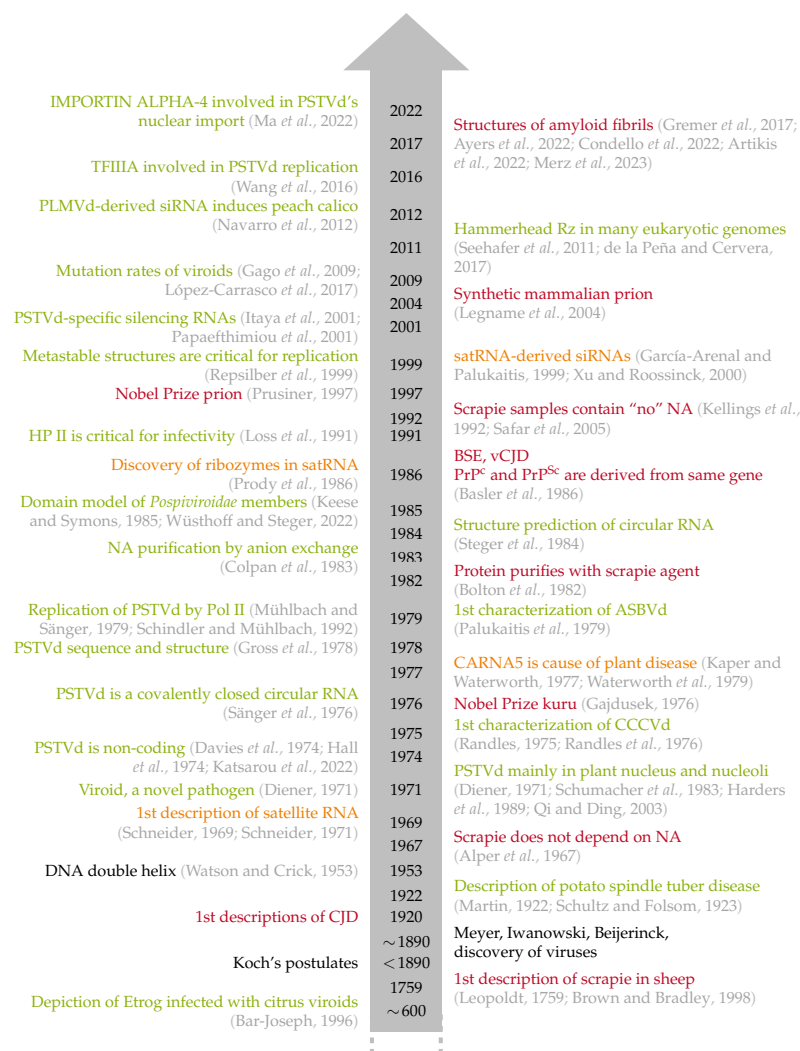 IMPORTIN ALPHA-4 involved in PSTVd's
nuclear import (Ma et al., 2022)
2022
Structures of amyloid fibrils (Gremer et al., 2017;
Ayers et al., 2022; Condello et al., 2022; Artikis
et al., 2022; Merz et al., 2023)
2017
TFIIIA involved in PSTVd replication
(Wang et al., 2016)
2016
PLMVd-derived siRNA induces peach calico
(Navarro et al., 2012)
2012
Hammerhead Rz in many eukaryotic genomes
(Seehafer et al., 2011; de la Peña and Cervera,
2017)
2011
Mutation rates of viroids (Gago et al., 2009;
López-Carrasco et al., 2017)
2009
Synthetic mammalian prion
(Legname et al., 2004)
2004
PSTVd-specific silencing RNAs (Itaya et al., 2001;
Papaefthimiou et al., 2001)
2001
Metastable structures are critical for replication
(Repsilber et al., 1999)
1999
satRNA-derived siRNAs (García-Arenal and
Palukaitis, 1999; Xu and Roossinck, 2000)
Nobel Prize prion (Prusiner, 1997)
1997
1992
Scrapie samples contain “no” NA (Kellings et al.,
1992; Safar et al., 2005)
HP II is critical for infectivity (Loss et al., 1991)
1991
Discovery of ribozymes in satRNA
(Prody et al., 1986)
1986
BSE, vCJD
PrPc and PrPSc are derived from same gene
(Basler et al., 1986)
Domain model of Pospiviroidae members (Keese
and Symons, 1985; Wüsthoff and Steger, 2022)
1985
1984
Structure prediction of circular RNA
(Steger et al., 1984)
NA purification by anion exchange
(Colpan et al., 1983)
1983
1982
Protein purifies with scrapie agent
(Bolton et al., 1982)
Replication of PSTVd by Pol II (Mühlbach and
Sänger, 1979; Schindler and Mühlbach, 1992)
1979
1st characterization of ASBVd
(Palukaitis et al., 1979)
PSTVd sequence and structure (Gross et al., 1978)
1978
1977
CARNA5 is cause of plant disease (Kaper and
Waterworth, 1977; Waterworth et al., 1979)
PSTVd is a covalently closed circular RNA
(Sänger et al., 1976)
1976
Nobel Prize kuru (Gajdusek, 1976)
1975
1st characterization of CCCVd
(Randles, 1975; Randles et al., 1976)
PSTVd is non-coding (Davies et al., 1974; Hall
et al., 1974; Katsarou et al., 2022)
1974
Viroid, a novel pathogen (Diener, 1971)
1971
PSTVd mainly in plant nucleus and nucleoli
(Diener, 1971; Schumacher et al., 1983; Harders
et al., 1989; Qi and Ding, 2003)
1st description of satellite RNA
(Schneider, 1969; Schneider, 1971)
1969
1967
Scrapie does not depend on NA
(Alper et al., 1967)
DNA double helix (Watson and Crick, 1953)
1953
1922
Description of potato spindle tuber disease
(Martin, 1922; Schultz and Folsom, 1923)
1st descriptions of CJD
1920
~1890
Meyer, Iwanowski, Beijerinck,
discovery of viruses
Koch's postulates
<1890
1759
1st description of scrapie in sheep
(Leopoldt, 1759; Brown and Bradley, 1998)
Depiction of Etrog infected with citrus viroids
(Bar-Joseph, 1996)
~600